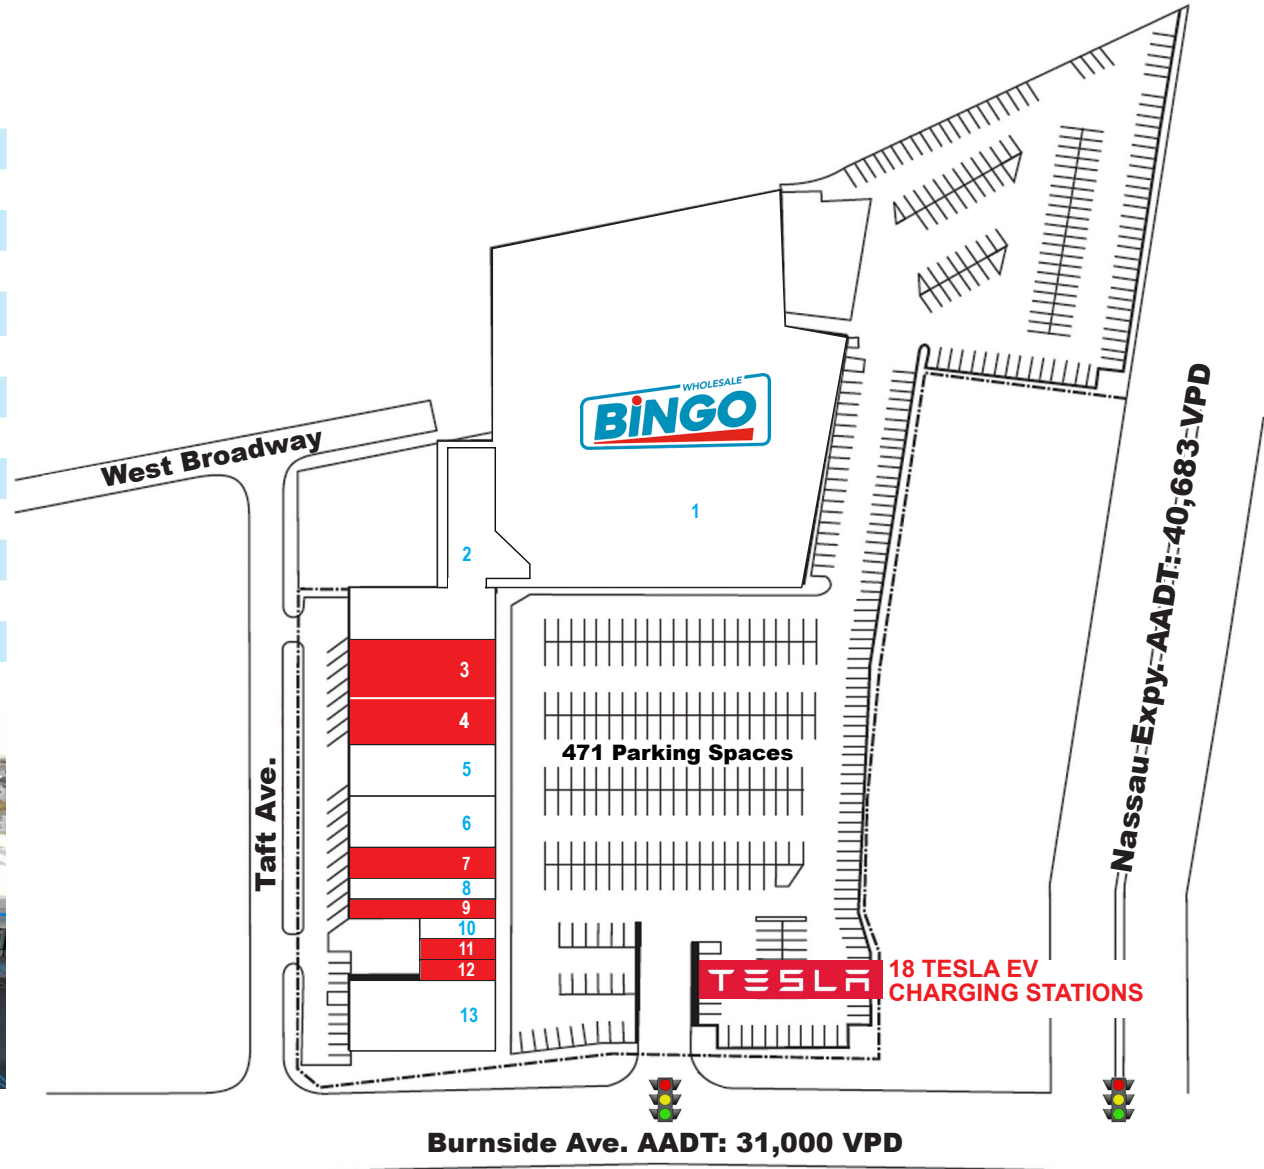 WHOLESALE
BiNGO
West Broadway
1
2
Nassau Expy. AADT: 40,683 VPD
3
4
471 Parking Spaces
5
6
Taft Ave.
7
8
9
10
11
12
TESLA
18 TESLA EV
CHARGING STATIONS
13
Burnside Ave. AADT: 31,000 VPD